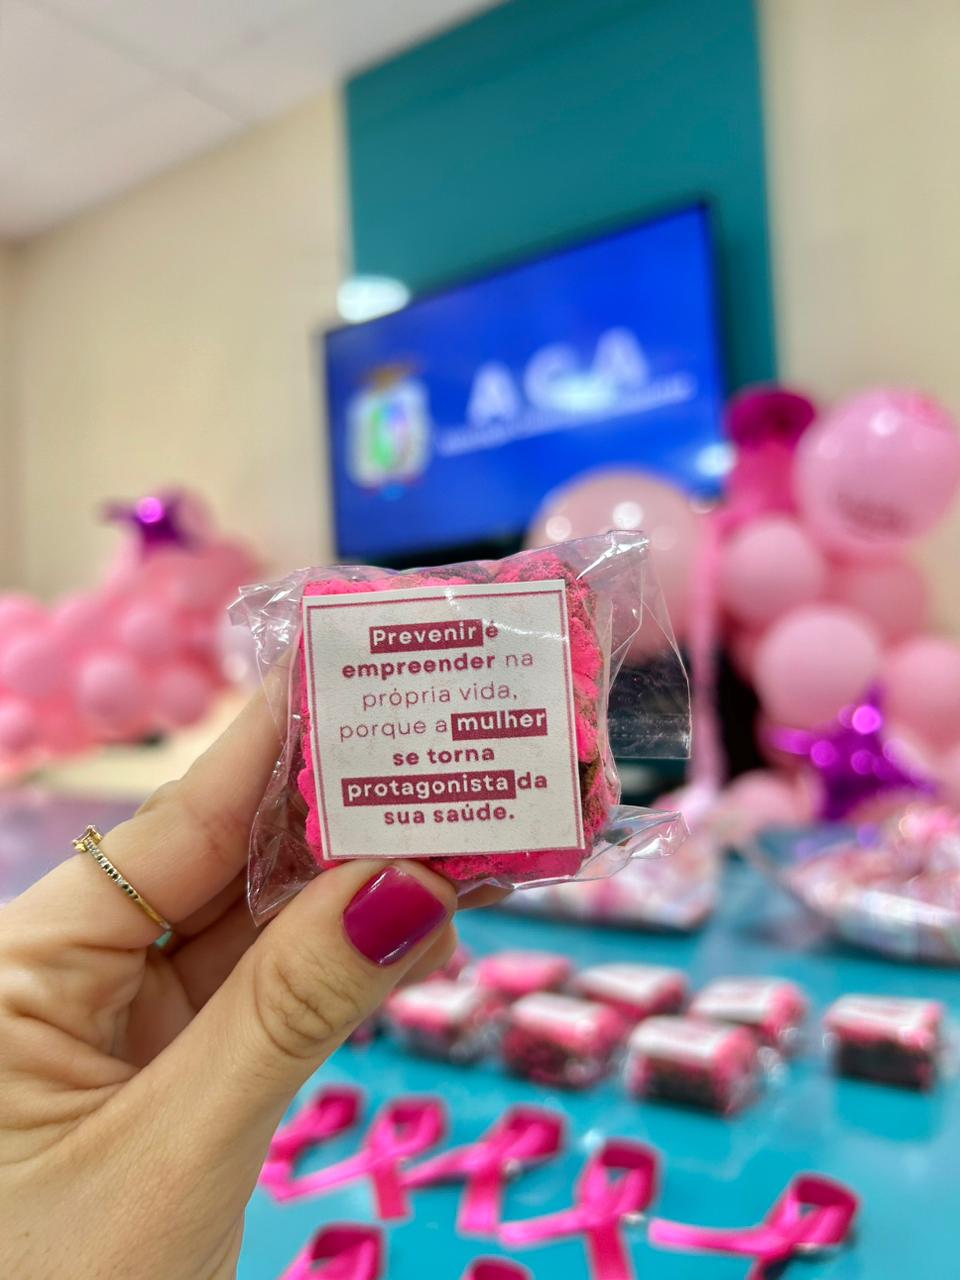 ACA
Prevenir é
empreender na
própria vida,
porque a mulher
se torna
protagonista da
sua saúde.